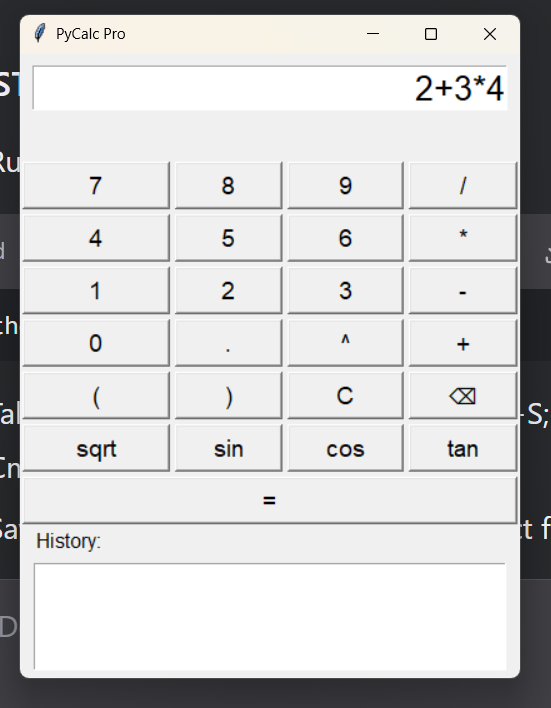 PyCalc Pro
2+3*4
7 8 9 /
4 5 6 *
1 2 3 -
0 . ^ +
( ) C ⌫
sqrt sin cos tan
=
History: